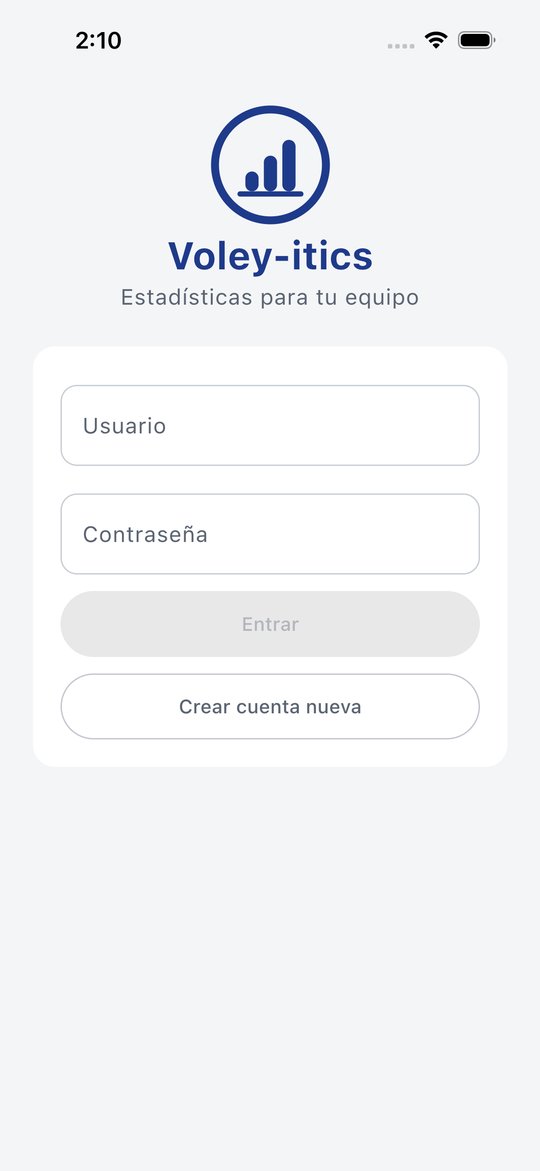 2:10
Voley-itics
Estadísticas para tu equipo
Usuario
Contraseña
Entrar
Crear cuenta nueva